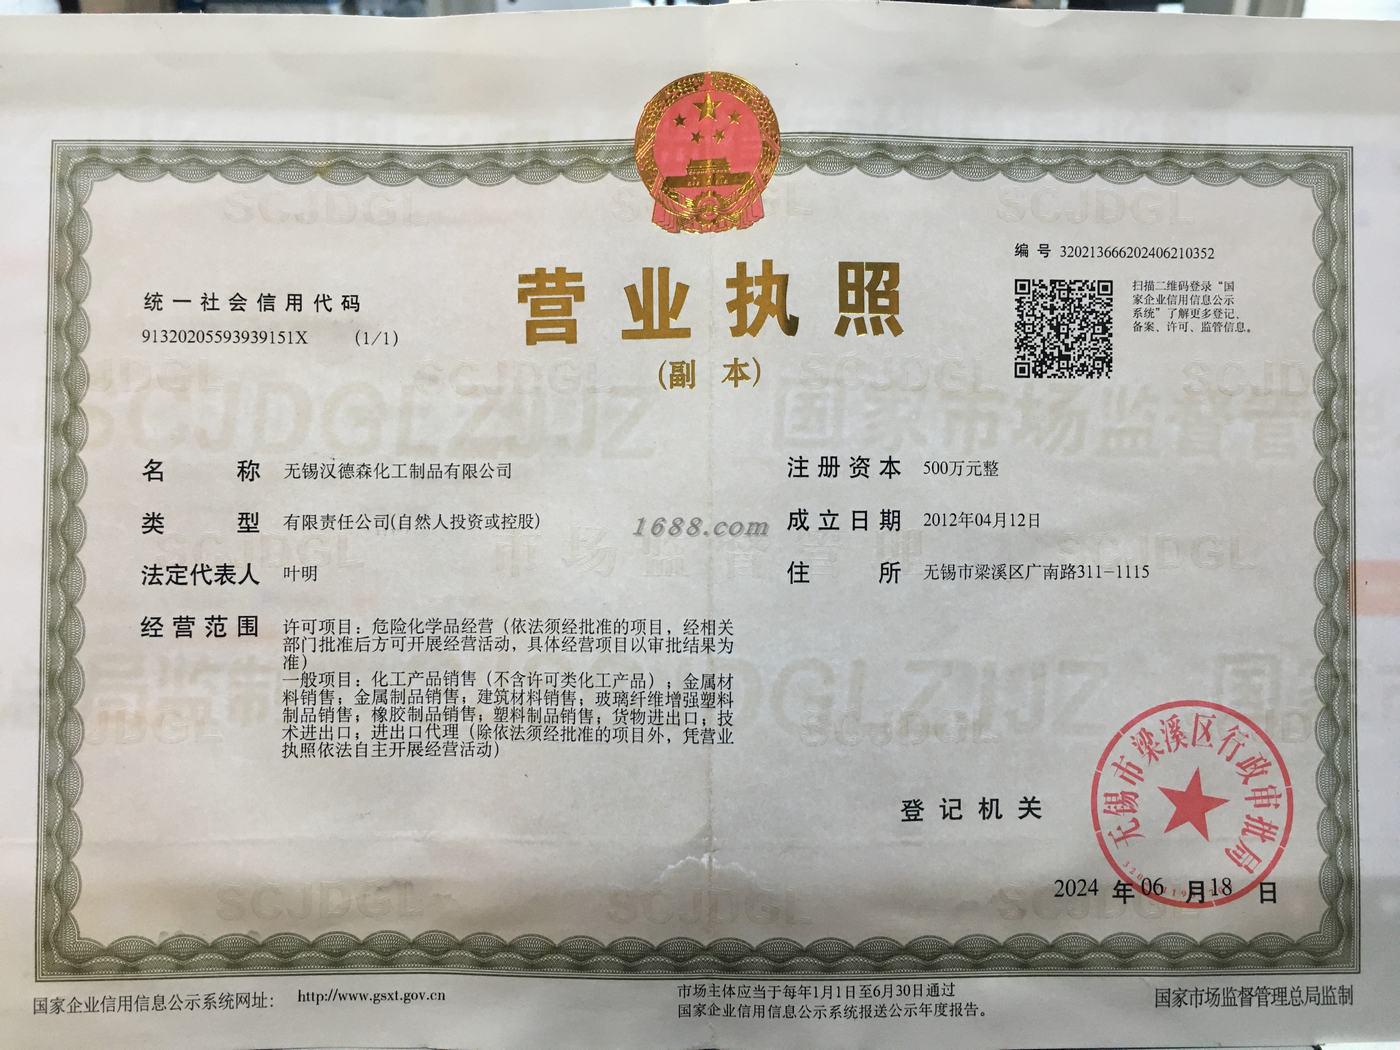 编 号 320213666202406210352
统一社会信用代码
91320205593939151X (1/1)
营业执照
(副 本)
扫描二维码登录“国
家企业信用信息公示
系统”了解更多登记、
备案、许可、监管信息。
名 称 无锡汉德森化工制品有限公司
类 型 有限责任公司(自然人投资或控股)
法定代表人 叶明
经营范围 许可项目：危险化学品经营（依法须经批准的项目，经相关
部门批准后方可开展经营活动，具体经营项目以审批结果为
准）
一般项目：化工产品销售（不含许可类化工产品）；金属材
料销售；金属制品销售；建筑材料销售；玻璃纤维增强塑料
制品销售；橡胶制品销售；塑料制品销售；货物进出口；技
术进出口；进出口代理（除依法须经批准的项目外，凭营业
执照依法自主开展经营活动）
注册资本 500万元整
成立日期 2012年04月12日
住 所 无锡市梁溪区广南路311-1115
1688.com
登记机关
无锡市梁溪区行政审批局
2024 年 06 月 18 日
国家企业信用信息公示系统网址： http://www.gsxt.gov.cn
市场主体应当于每年1月1日至6月30日通过
国家企业信用信息公示系统报送公示年度报告。
国家市场监督管理总局监制